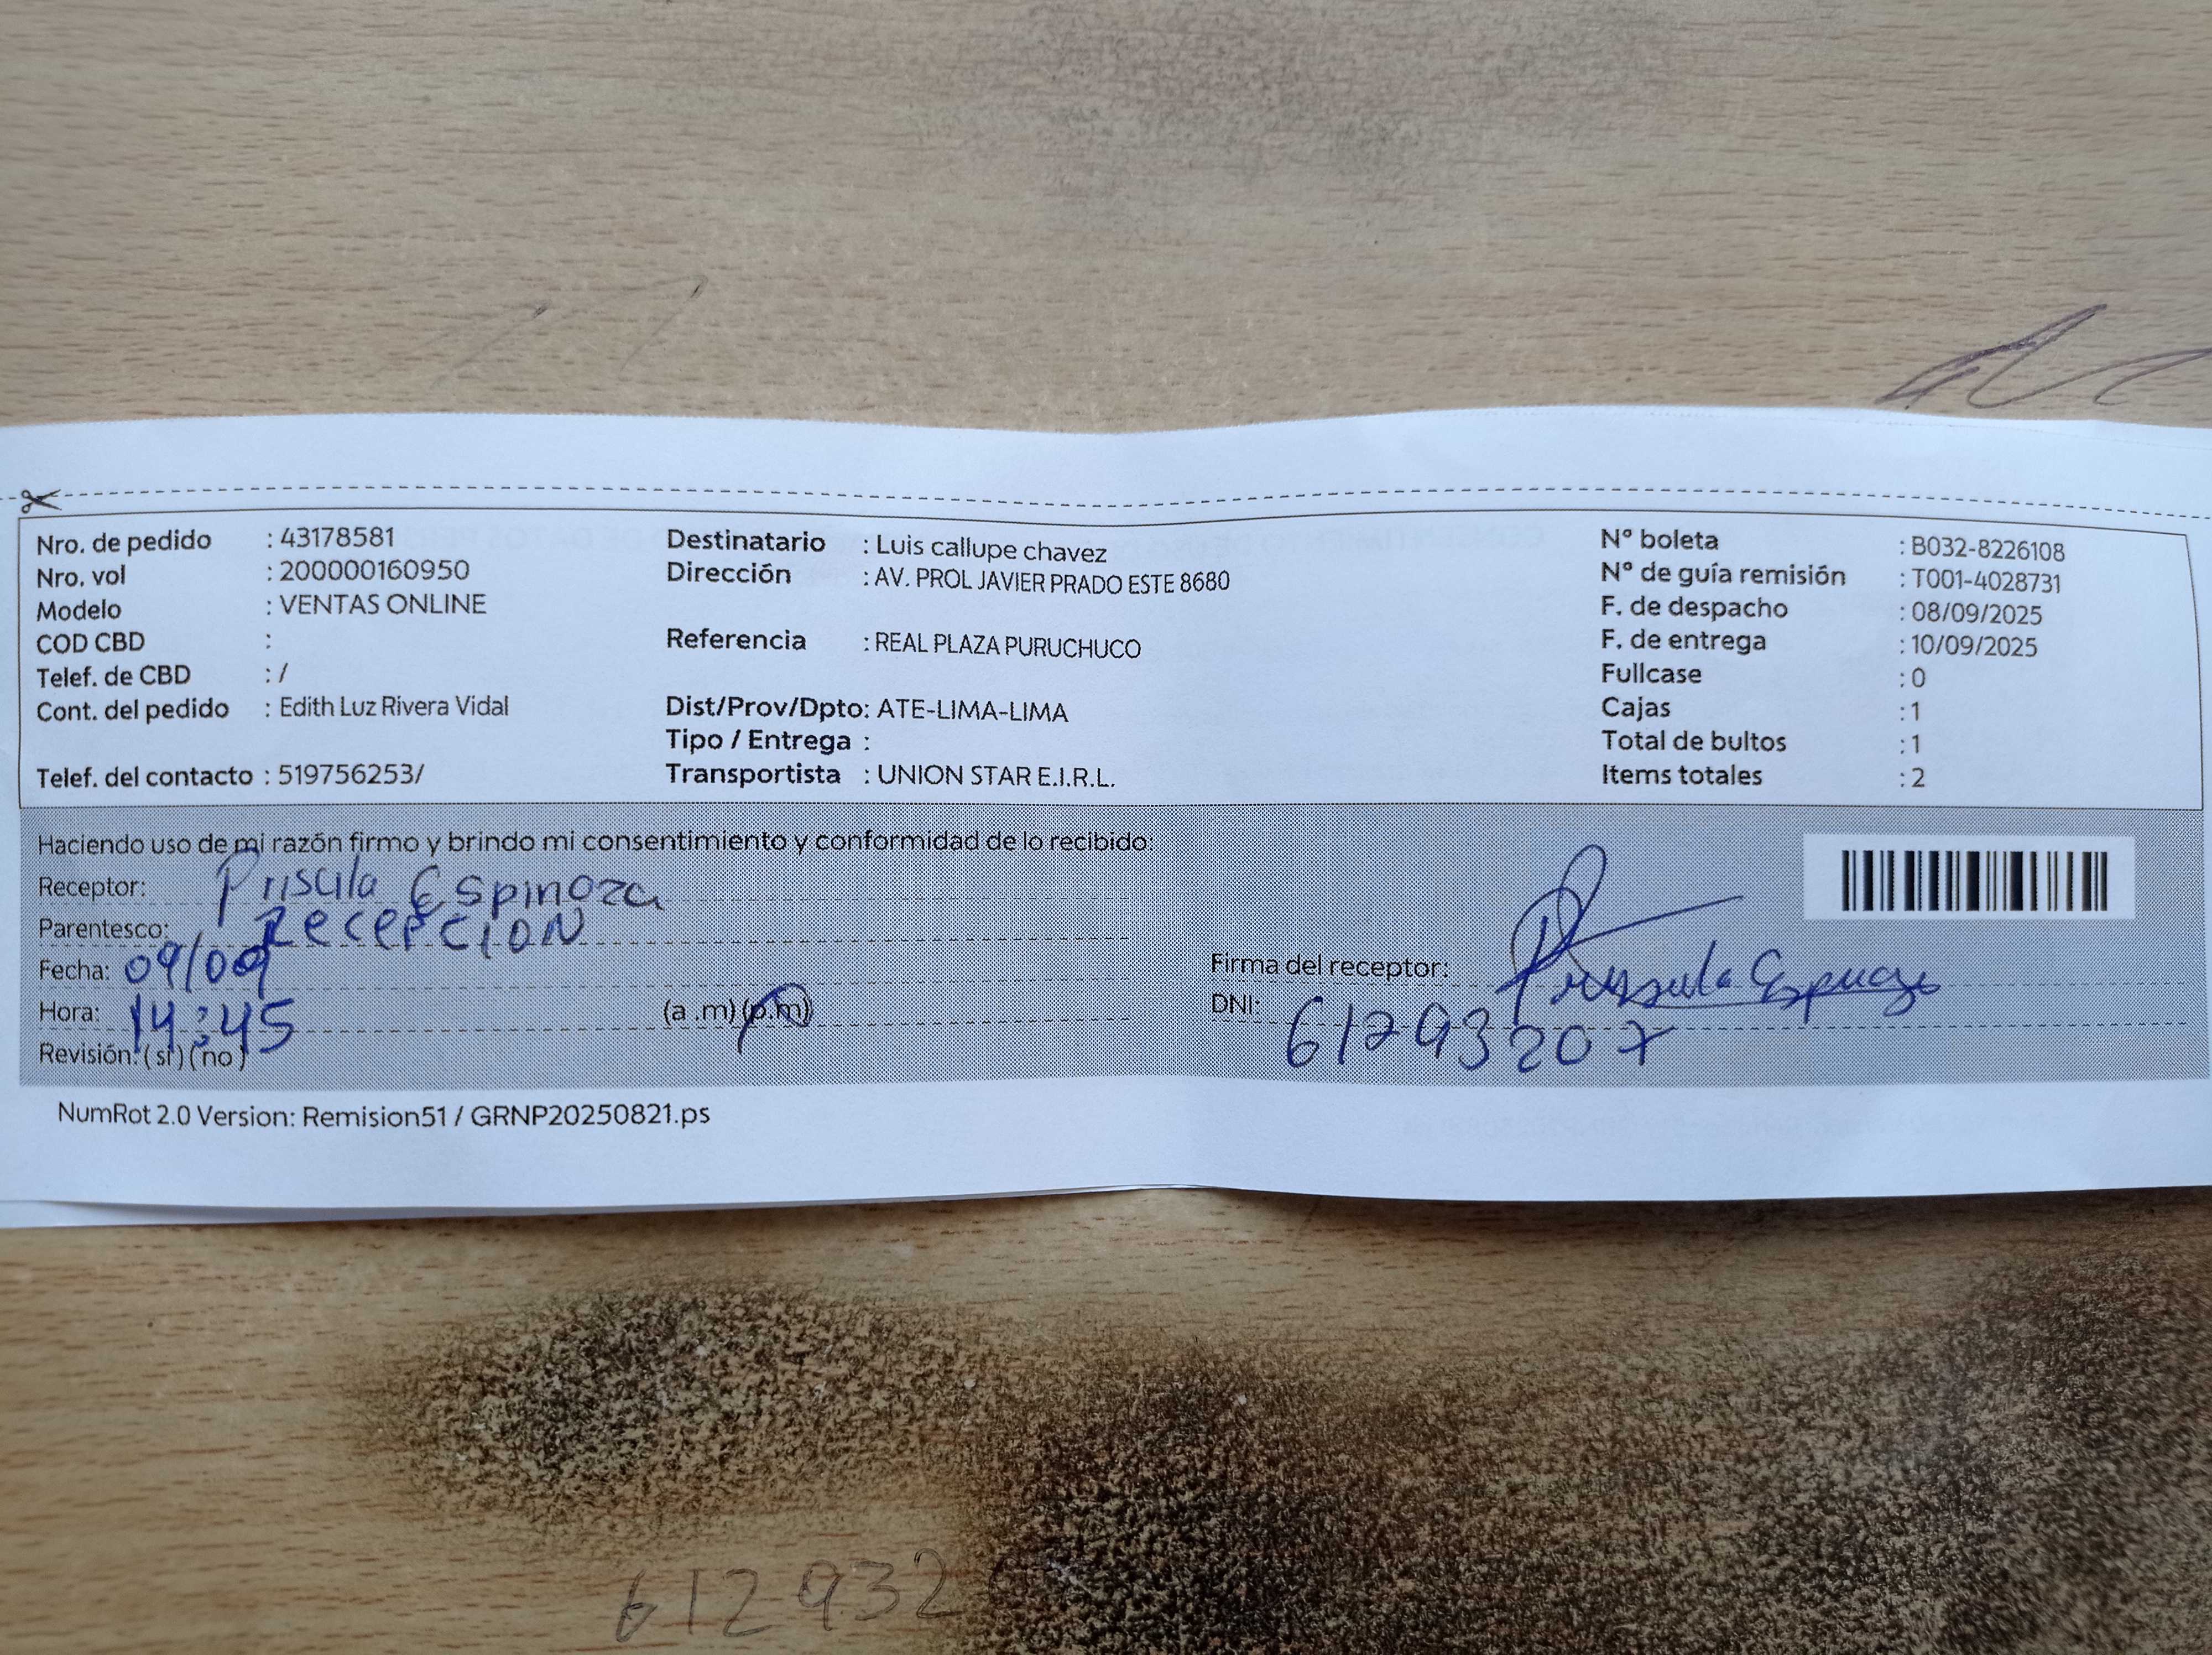 Nro. de pedido : 43178581
Nro. vol : 200000160950
Modelo : VENTAS ONLINE
COD CBD :
Telef. de CBD : /
Cont. del pedido : Edith Luz Rivera Vidal
Telef. del contacto : 519756253/
Destinatario : Luis callupe chavez
Dirección : AV. PROL JAVIER PRADO ESTE 8680
Referencia : REAL PLAZA PURUCHUCO
Dist/Prov/Dpto: ATE-LIMA-LIMA
Tipo / Entrega :
Transportista : UNION STAR E.I.R.L.
N° boleta : B032-8226108
N° de guía remisión : T001-4028731
F. de despacho : 08/09/2025
F. de entrega : 10/09/2025
Fullcase : 0
Cajas : 1
Total de bultos : 1
Items totales : 2
Haciendo uso de mi razón firmo y brindo mi consentimiento y conformidad de lo recibido:
Receptor: Priscila Espinoza
Parentesco: RecepcioN
Fecha: 09/09
Hora: 14:45 (a .m) (p.m)
Revisión: (si) (no)
Firma del receptor:
DNI: 61293207
NumRot 2.0 Version: Remision51 / GRNP20250821.ps
612932